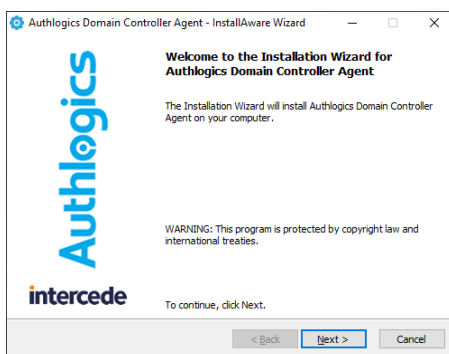 Authlogics Domain Controller Agent - InstallAware Wizard
Authlogics
Welcome to the Installation Wizard for
Authlogics Domain Controller Agent
The Installation Wizard will install Authlogics Domain Controller
Agent on your computer.
WARNING: This program is protected by copyright law and
international treaties.
intercede
To continue, click Next.
< Back
Next >
Cancel